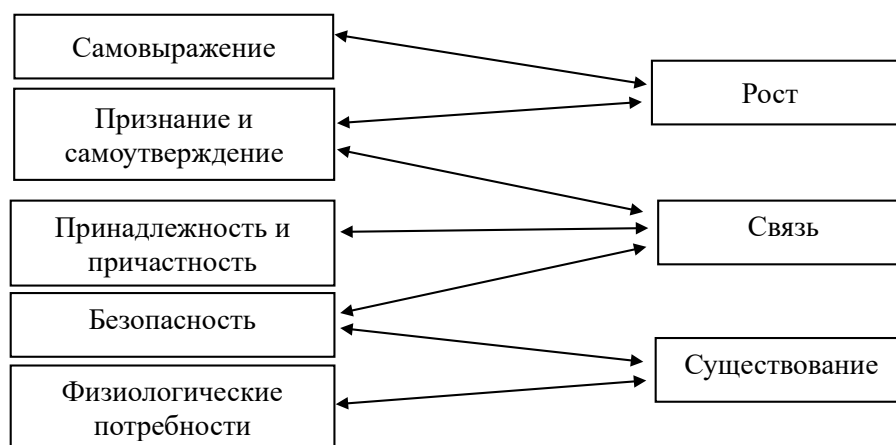 Самовыражение
Признание и
самоутверждение
Принадлежность и
причастность
Безопасность
Физиологические
потребности
Рост
Связь
Существование